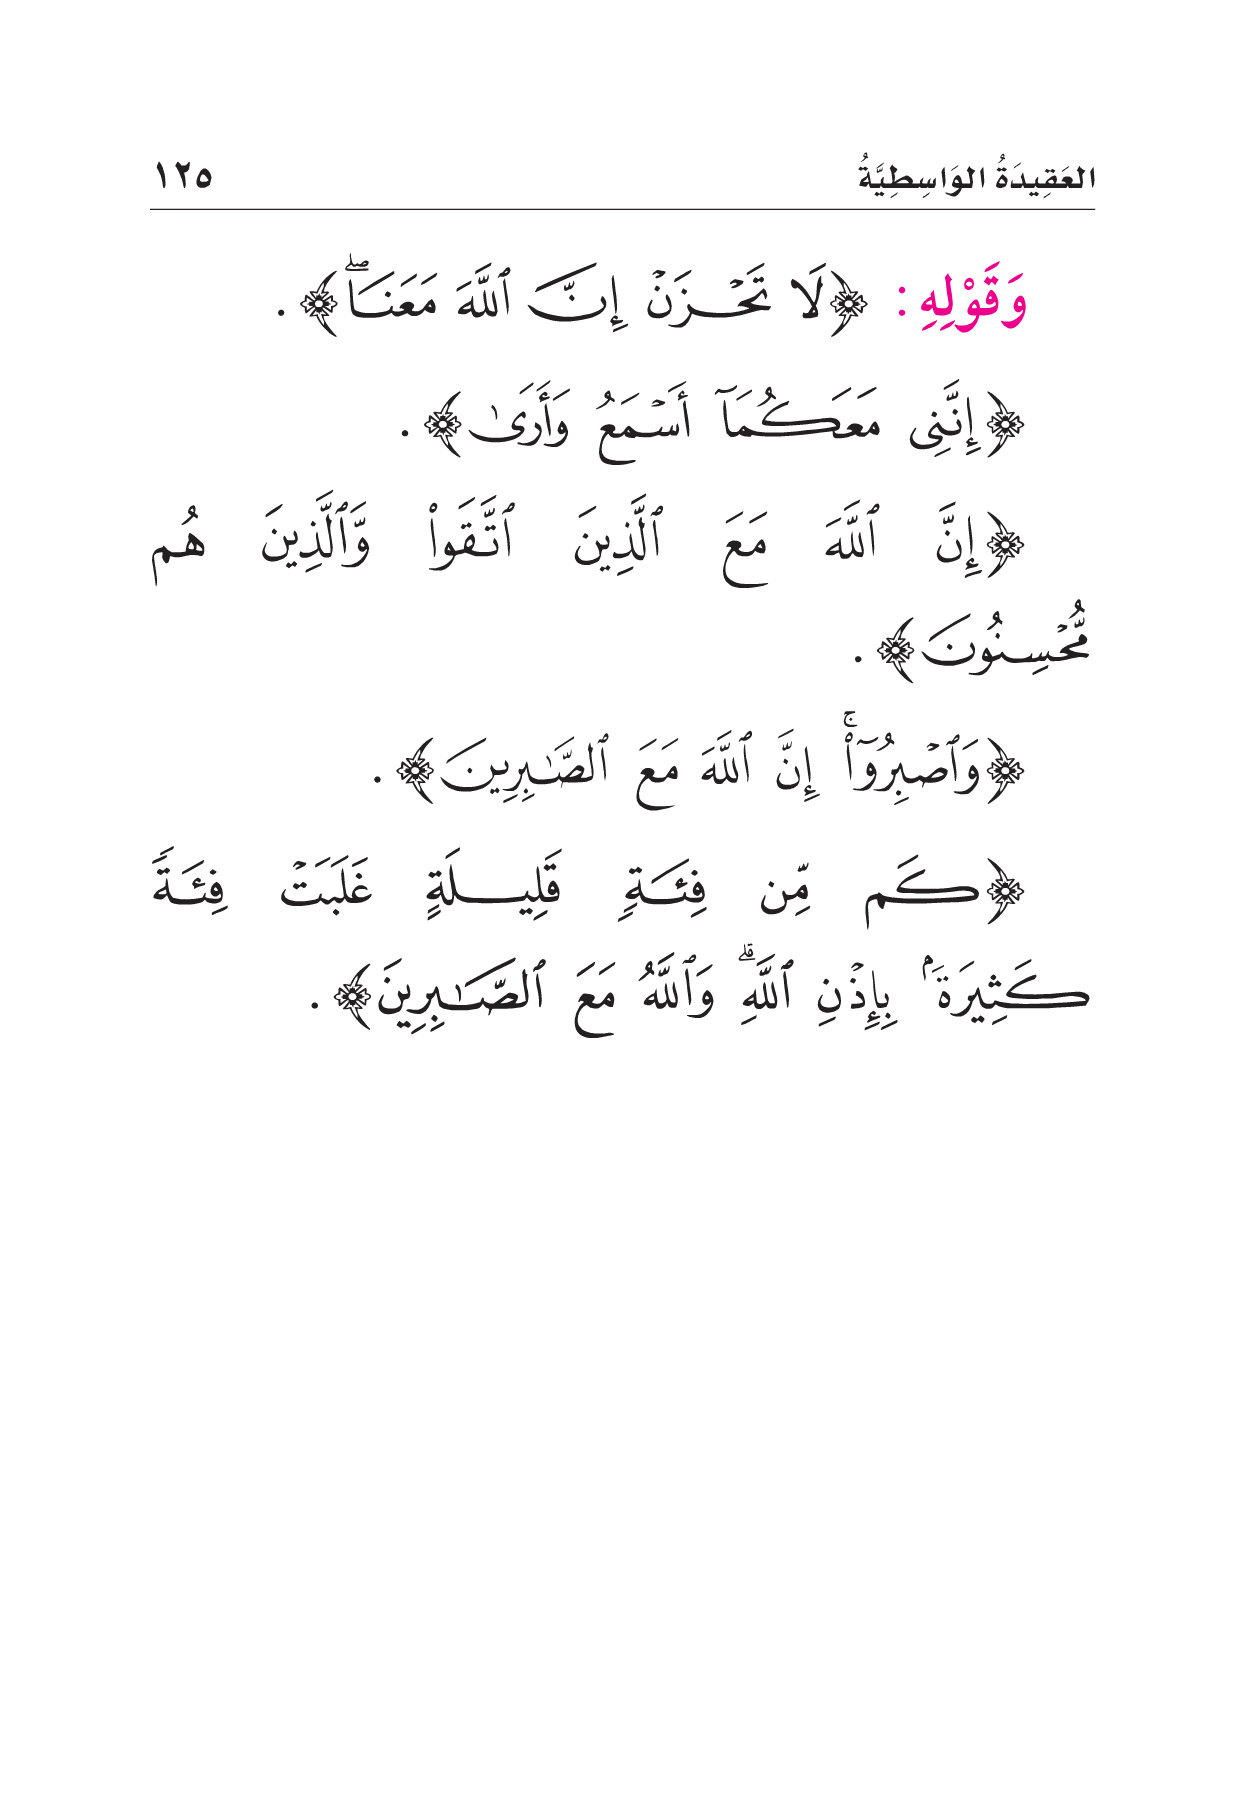 العَقِيدَةُ الوَاسِطِيَّةُ ١٢٥
وَقَوْلِهِ: ﴿لَا تَحۡزَنۡ إِنَّ ٱللَّهَ مَعَنَاۖ﴾.
﴿إِنَّنِى مَعَكُمَآ أَسۡمَعُ وَأَرَىٰ﴾.
﴿إِنَّ ٱللَّهَ مَعَ ٱلَّذِينَ ٱتَّقَواْ وَّٱلَّذِينَ هُم
مُّحۡسِنُونَ﴾.
﴿وَٱصۡبِرُوٓاْۚ إِنَّ ٱللَّهَ مَعَ ٱلصَّٰبِرِينَ﴾.
﴿كَم مِّن فِئَةٖ قَلِيلَةٍ غَلَبَتۡ فِئَةٗ
كَثِيرَةَۢ بِإِذۡنِ ٱللَّهِۗ وَٱللَّهُ مَعَ ٱلصَّٰبِرِينَ﴾.